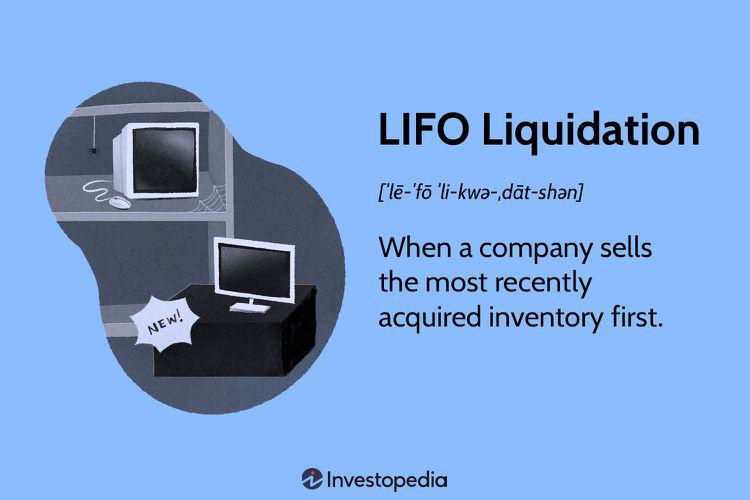 LIFO Liquidation
[ˈlē-ˈfō ˈli-kwə-ˌdāt-shən]
When a company sells
the most recently
acquired inventory first.
NEW!
Investopedia